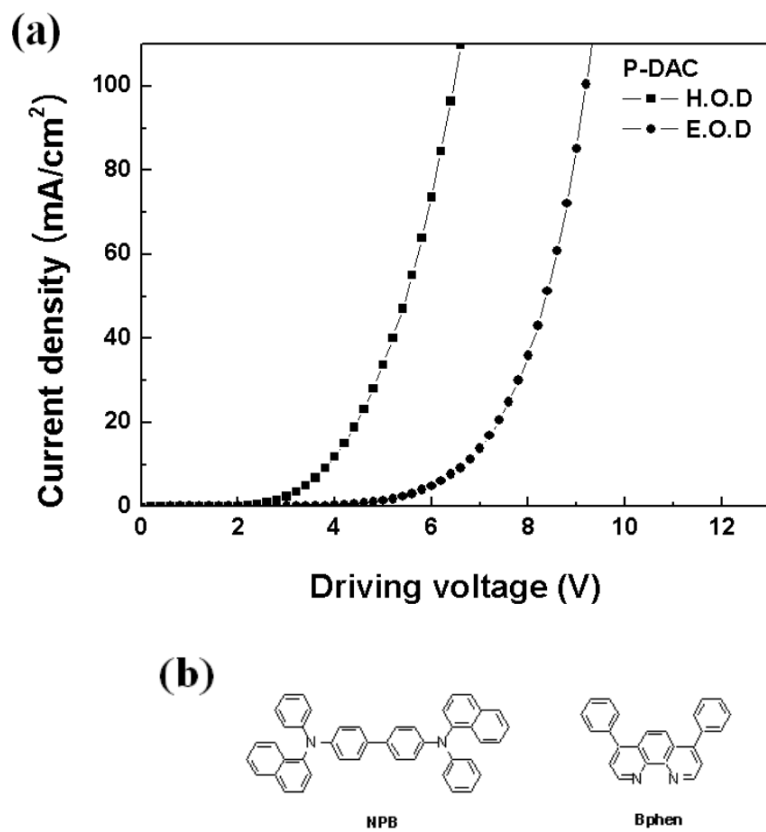 (a)
P-DAC
H.O.D
E.O.D
100
80
60
40
20
0
0 2 4 6 8 10 12
Current density (mA/cm²)
Driving voltage (V)
(b)
N N
NPB
N N
Bphen